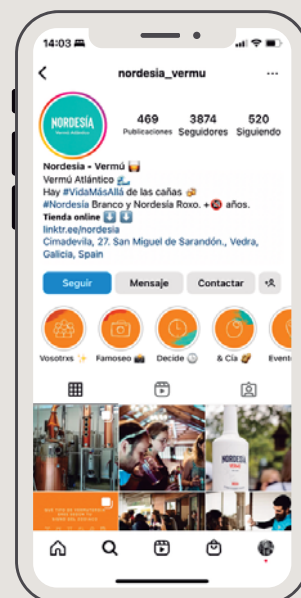 14:03
nordesia_vermu
NORDESÍA
Vermú Atlántico
469 3874 520
Publicaciones Seguidores Siguiendo
Nordesía - Vermú
Vermú Atlántico
Hay #VidaMásAllá de las cañas
#Nordesía Branco y Nordesía Roxo. + 18 años.
Tienda online
linktr.ee/nordesia
Cimadevila, 27. San Miguel de Sarandón., Vedra,
Galicia, Spain
Seguir Mensaje Contactar
Vosotrxs Famoseo Decide & Cía Event
NORDESÍA